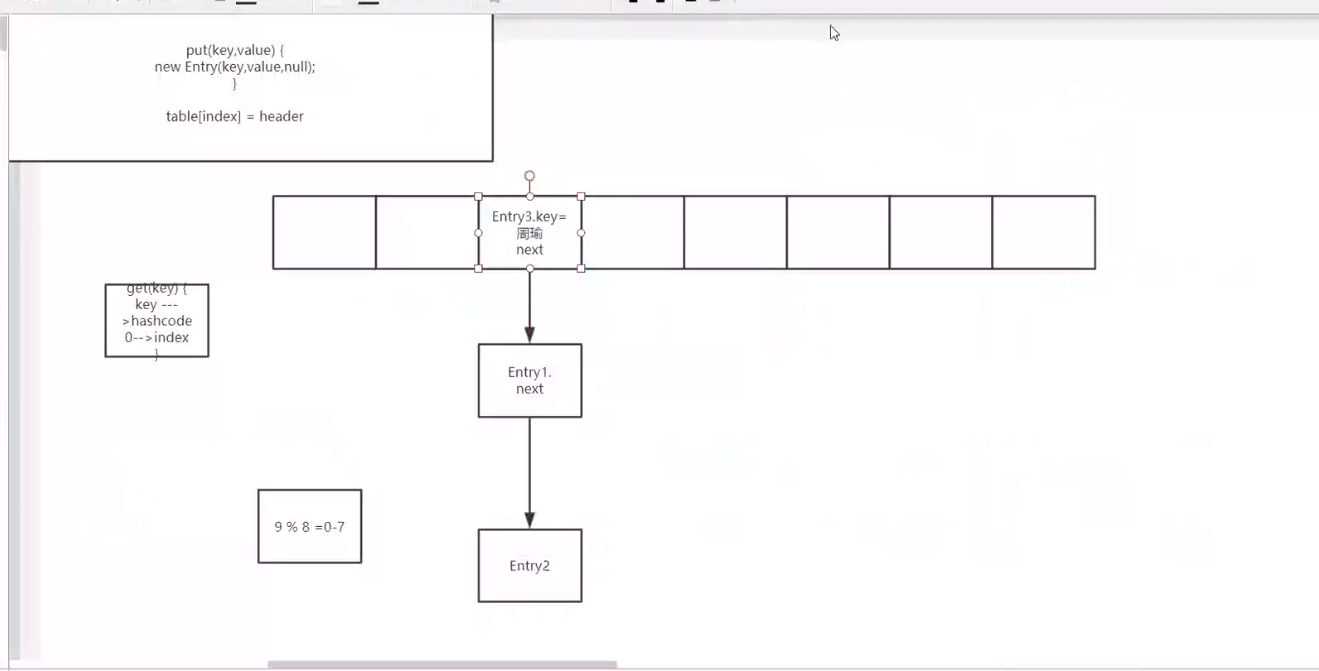 put(key,value) {
new Entry(key,value,null);
}
table[index] = header
Entry3.key=
周瑜
next
get(key) {
key ---
>hashcode
0-->index
}
Entry1.
next
9 % 8 =0-7
Entry2